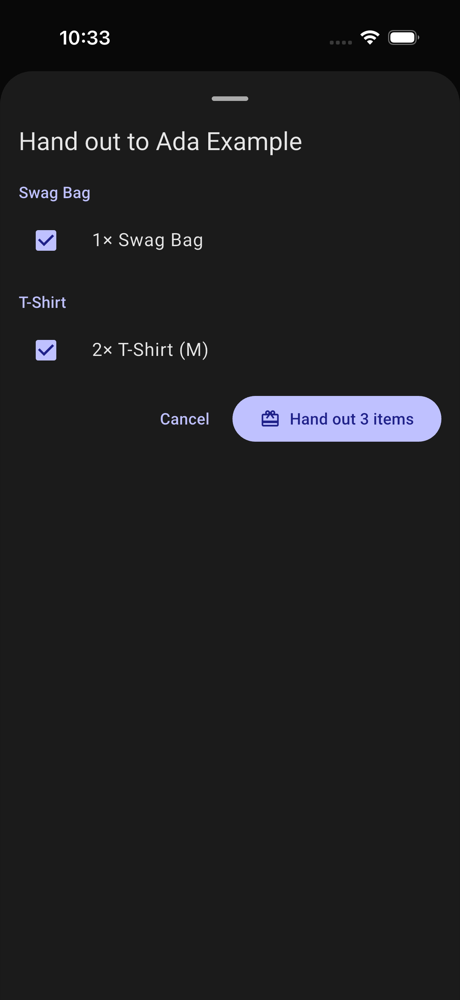 10:33
Hand out to Ada Example
Swag Bag
1× Swag Bag
T-Shirt
2× T-Shirt (M)
Cancel
Hand out 3 items